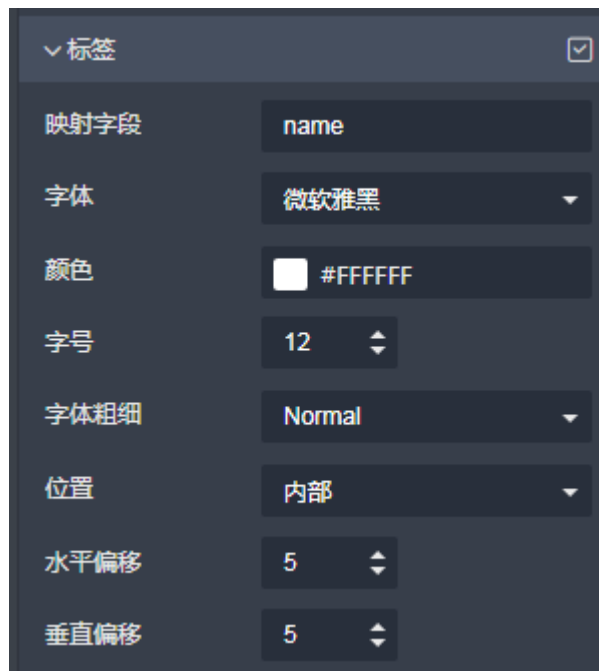 标签
映射字段 name
字体 微软雅黑
颜色 #FFFFFF
字号 12
字体粗细 Normal
位置 内部
水平偏移 5
垂直偏移 5